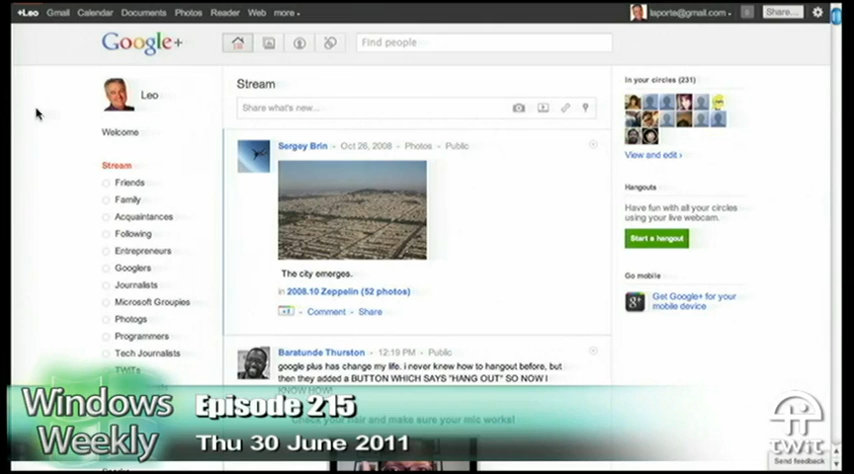 +Leo Gmail Calendar Documents Photos Reader Web more
laporte@gmail.com Share...
Google+
Find people
Leo
Welcome
Stream
Friends
Family
Acquaintances
Following
Entrepreneurs
Googlers
Journalists
Microsoft Groupies
Photogs
Programmers
Tech Journalists
TWiTs
Stream
Share what's new...
Sergey Brin - Oct 26, 2008 - Photos - Public
The city emerges.
in 2008.10 Zeppelin (52 photos)
+1 - Comment - Share
Baratunde Thurston - 12:19 PM - Public
google plus has change my life. i never knew how to hangout before, but
then they added a BUTTON WHICH SAYS "HANG OUT" SO NOW I
KNOW HOW!
Check your hair and make sure your mic works!
In your circles (231)
View and edit ›
Hangouts
Have fun with all your circles
using your live webcam.
Start a hangout
Go mobile
g+
Get Google+ for your
mobile device
Windows
Weekly
Episode 215
Thu 30 June 2011
twit
Send feedback